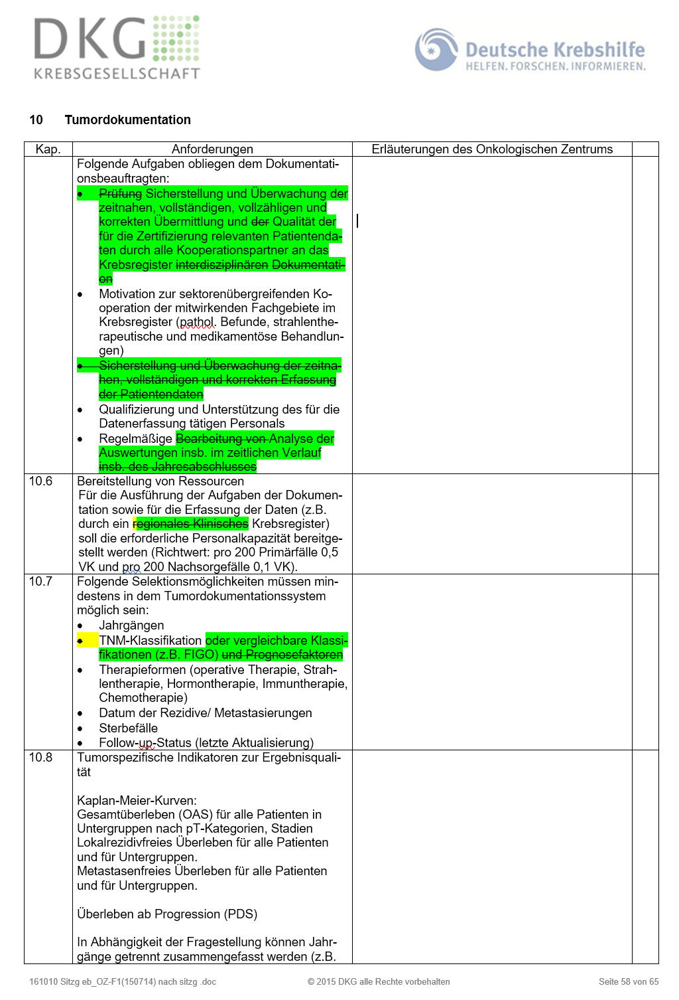 DKG
KREBSGESELLSCHAFT
Deutsche Krebshilfe
HELFEN. FORSCHEN. INFORMIEREN.
10 Tumordokumentation
Kap. Anforderungen Erläuterungen des Onkologischen Zentrums
Folgende Aufgaben obliegen dem Dokumentati-
onsbeauftragten:
• Prüfung Sicherstellung und Überwachung der
zeitnahen, vollständigen, vollzähligen und
korrekten Übermittlung und der Qualität der
für die Zertifizierung relevanten Patientenda-
ten durch alle Kooperationspartner an das
Krebsregister interdisziplinären Dokumentati-
on
• Motivation zur sektorenübergreifenden Ko-
operation der mitwirkenden Fachgebiete im
Krebsregister (pathol. Befunde, strahlenthe-
rapeutische und medikamentöse Behandlun-
gen)
• Sicherstellung und Überwachung der zeitna-
hen, vollständigen und korrekten Erfassung
der Patientendaten
• Qualifizierung und Unterstützung des für die
Datenerfassung tätigen Personals
• Regelmäßige Bearbeitung von Analyse der
Auswertungen insb. im zeitlichen Verlauf
insb. des Jahresabschlusses
10.6 Bereitstellung von Ressourcen
Für die Ausführung der Aufgaben der Dokumen-
tation sowie für die Erfassung der Daten (z.B.
durch ein regionales Klinisches Krebsregister)
soll die erforderliche Personalkapazität bereitge-
stellt werden (Richtwert: pro 200 Primärfälle 0,5
VK und pro 200 Nachsorgefälle 0,1 VK).
10.7 Folgende Selektionsmöglichkeiten müssen min-
destens in dem Tumordokumentationssystem
möglich sein:
• Jahrgängen
• TNM-Klassifikation oder vergleichbare Klassi-
fikationen (z.B. FIGO) und Prognosefaktoren
• Therapieformen (operative Therapie, Strah-
lentherapie, Hormontherapie, Immuntherapie,
Chemotherapie)
• Datum der Rezidive/ Metastasierungen
• Sterbefälle
• Follow-up-Status (letzte Aktualisierung)
10.8 Tumorspezifische Indikatoren zur Ergebnisquali-
tät
Kaplan-Meier-Kurven:
Gesamtüberleben (OAS) für alle Patienten in
Untergruppen nach pT-Kategorien, Stadien
Lokalrezidivfreies Überleben für alle Patienten
und für Untergruppen.
Metastasenfreies Überleben für alle Patienten
und für Untergruppen.
Überleben ab Progression (PDS)
In Abhängigkeit der Fragestellung können Jahr-
gänge getrennt zusammengefasst werden (z.B.
161010 Sitzg eb_OZ-F1(150714) nach sitzg .doc © 2015 DKG alle Rechte vorbehalten Seite 58 von 65